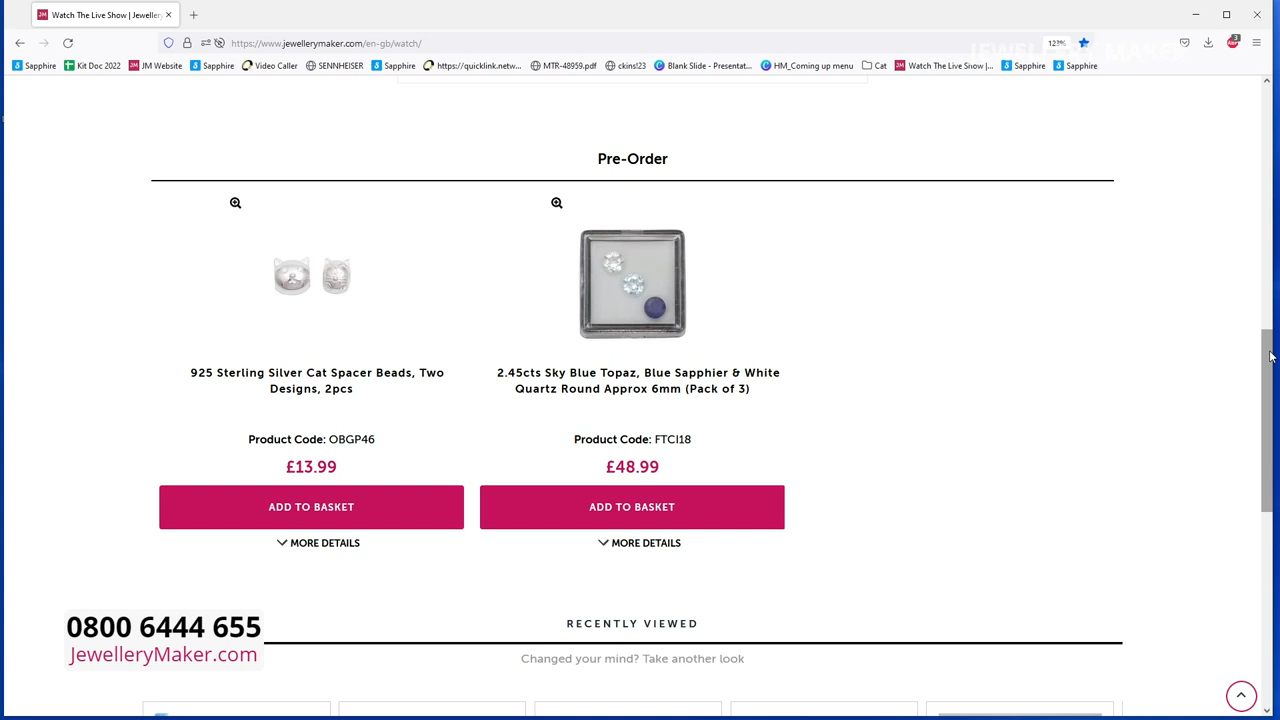 Watch The Live Show | Jeweller
https://www.jewellerymaker.com/en-gb/watch/
123%
3
JEWELLERY MAKER
Sapphire
Kit Doc 2022
JM Website
Sapphire
Video Caller
SENNHEISER
Sapphire
https://quicklink.netw...
MTR-48959.pdf
ckins!23
Blank Slide - Presentat...
HM_Coming up menu
Cat
Watch The Live Show |...
Sapphire
Sapphire
Pre-Order
925 Sterling Silver Cat Spacer Beads, Two
Designs, 2pcs
Product Code: OBGP46
£13.99
ADD TO BASKET
MORE DETAILS
2.45cts Sky Blue Topaz, Blue Sapphier & White
Quartz Round Approx 6mm (Pack of 3)
Product Code: FTCI18
£48.99
ADD TO BASKET
MORE DETAILS
0800 6444 655
JewelleryMaker.com
RECENTLY VIEWED
Changed your mind? Take another look